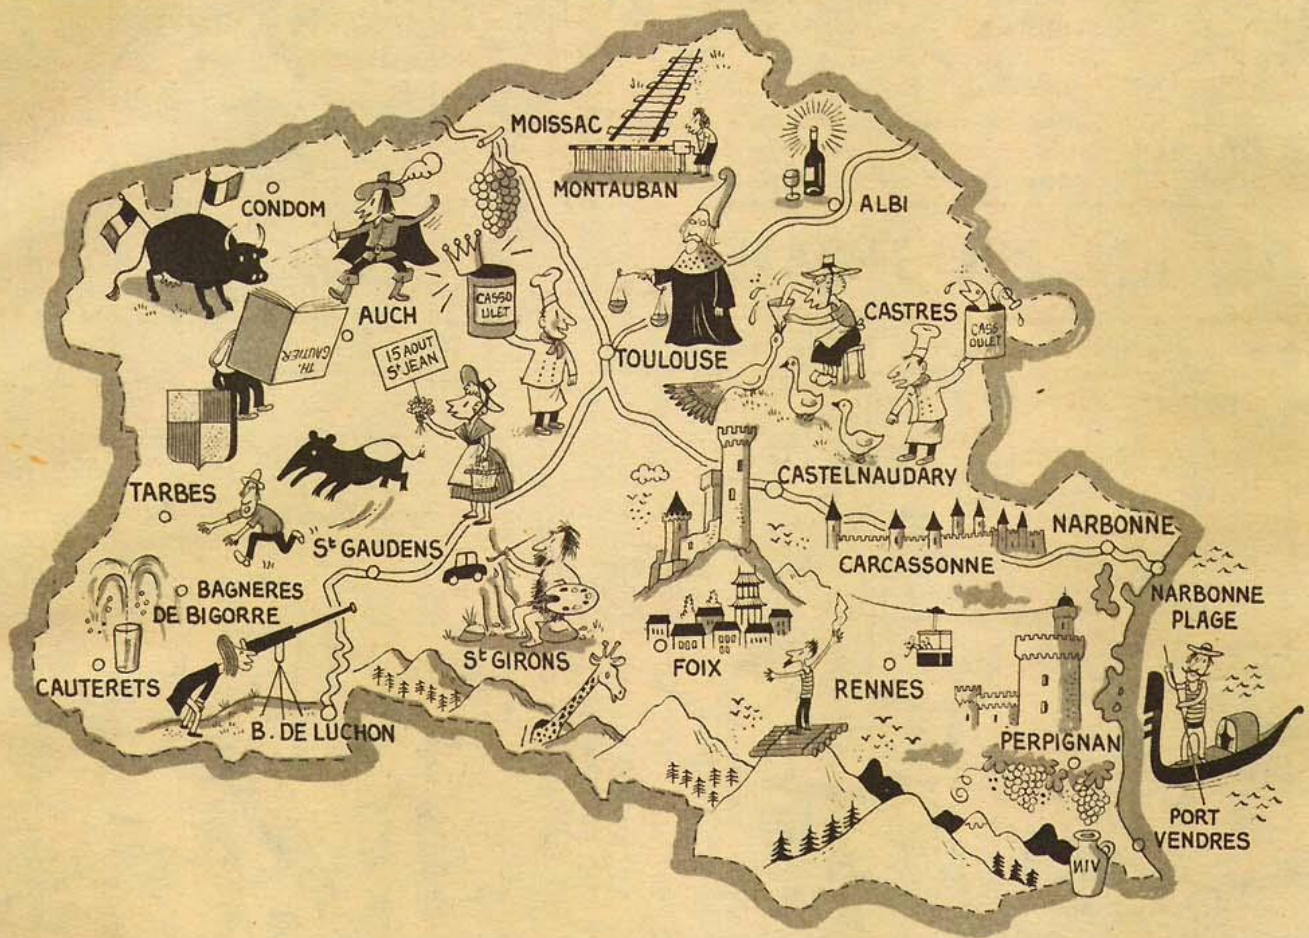 MOISSAC
MONTAUBAN
CONDOM
ALBI
CASSO
ULET
AUCH
CASTRES
CASS
OULET
TH.
GAUTIER
15 AOUT
St JEAN
TOULOUSE
CASTELNAUDARY
TARBES
St GAUDENS
NARBONNE
CARCASSONNE
BAGNERES
DE BIGORRE
NARBONNE
PLAGE
CAUTERETS
St GIRONS
FOIX
RENNES
B. DE LUCHON
PERPIGNAN
PORT
VENDRES
VIN